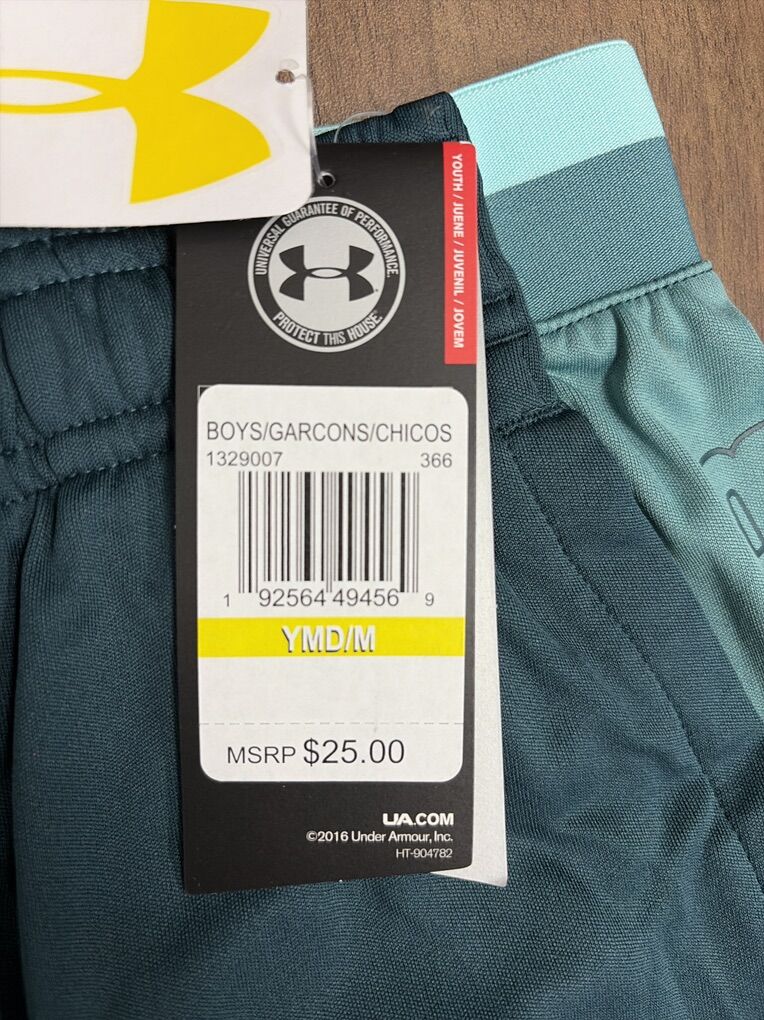 YOUTH / JUENE / JUVENIL / JOVEM
UNIVERSAL GUARANTEE OF PERFORMANCE.
PROTECT THIS HOUSE.
BOYS/GARCONS/CHICOS
1329007 366
1 92564 49456 9
YMD/M
MSRP $25.00
UA.COM
©2016 Under Armour, Inc.
HT-904782